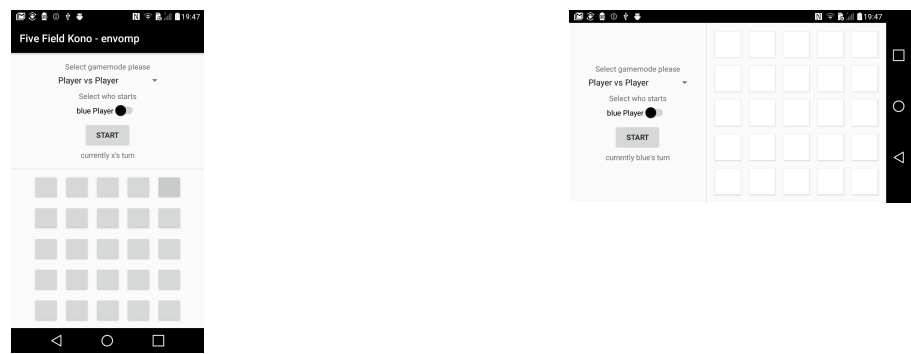 19:47
Five Field Kono - envomp
Select gamemode please
Player vs Player
Select who starts
blue Player
START
currently x's turn
19:47
Select gamemode please
Player vs Player
Select who starts
blue Player
START
currently blue's turn